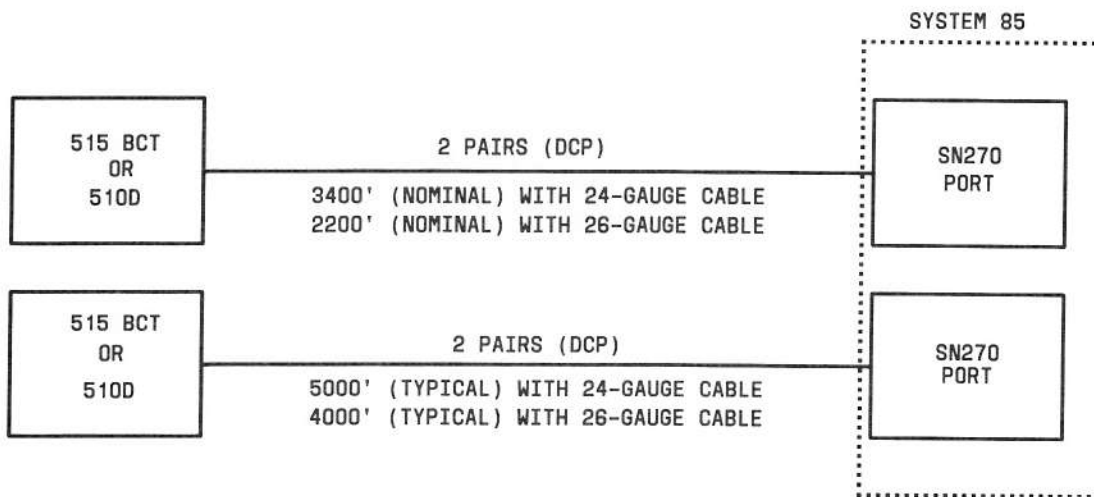 SYSTEM 85
515 BCT
OR
510D
2 PAIRS (DCP)
3400' (NOMINAL) WITH 24-GAUGE CABLE
2200' (NOMINAL) WITH 26-GAUGE CABLE
SN270
PORT
515 BCT
OR
510D
2 PAIRS (DCP)
5000' (TYPICAL) WITH 24-GAUGE CABLE
4000' (TYPICAL) WITH 26-GAUGE CABLE
SN270
PORT